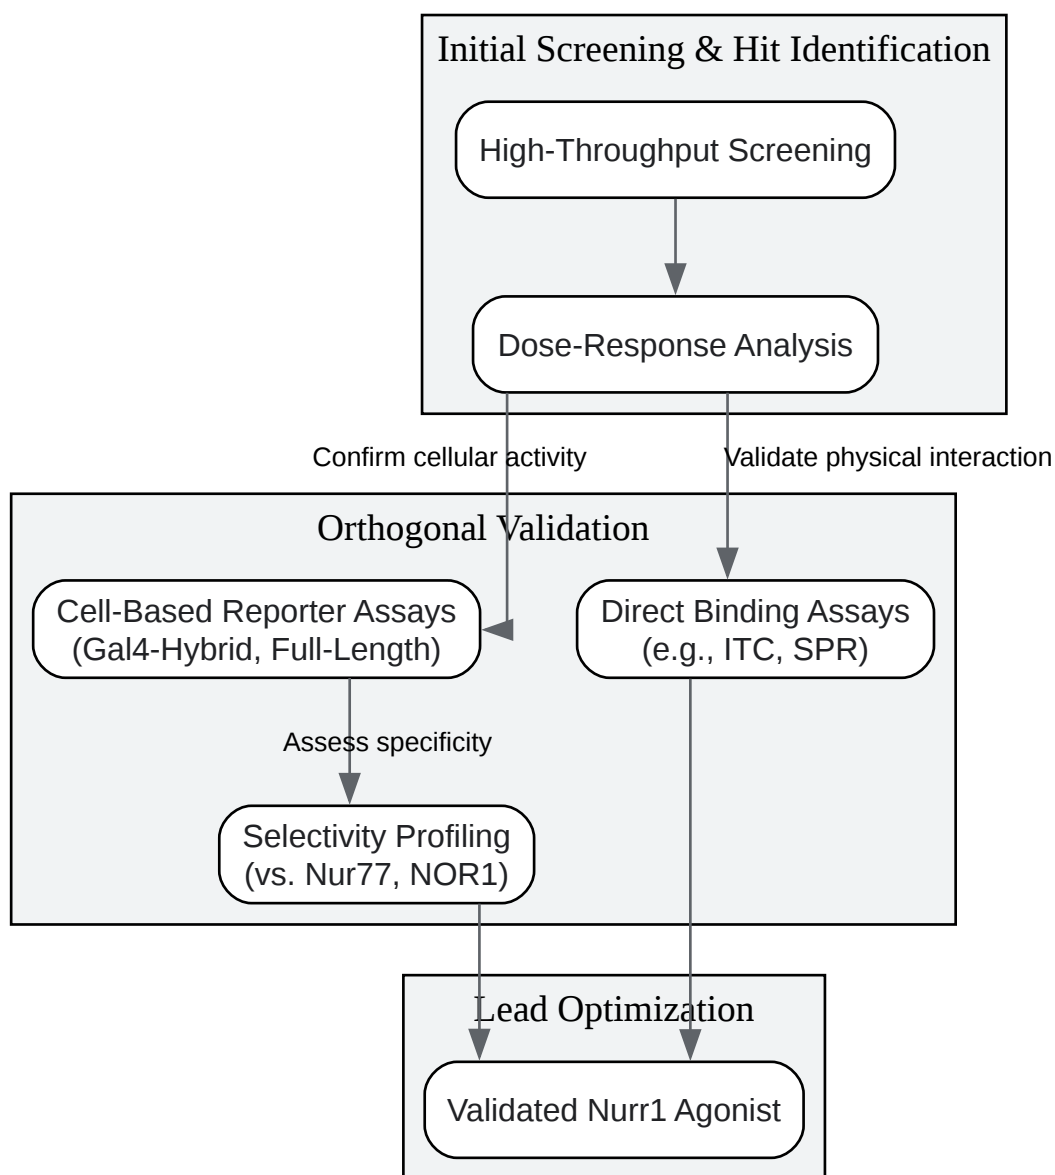 Initial Screening & Hit Identification
High-Throughput Screening
Dose-Response Analysis
Confirm cellular activity
Validate physical interaction
Orthogonal Validation
Cell-Based Reporter Assays
(Gal4-Hybrid, Full-Length)
Direct Binding Assays
(e.g., ITC, SPR)
Assess specificity
Selectivity Profiling
(vs. Nur77, NOR1)
Lead Optimization
Validated Nurr1 Agonist